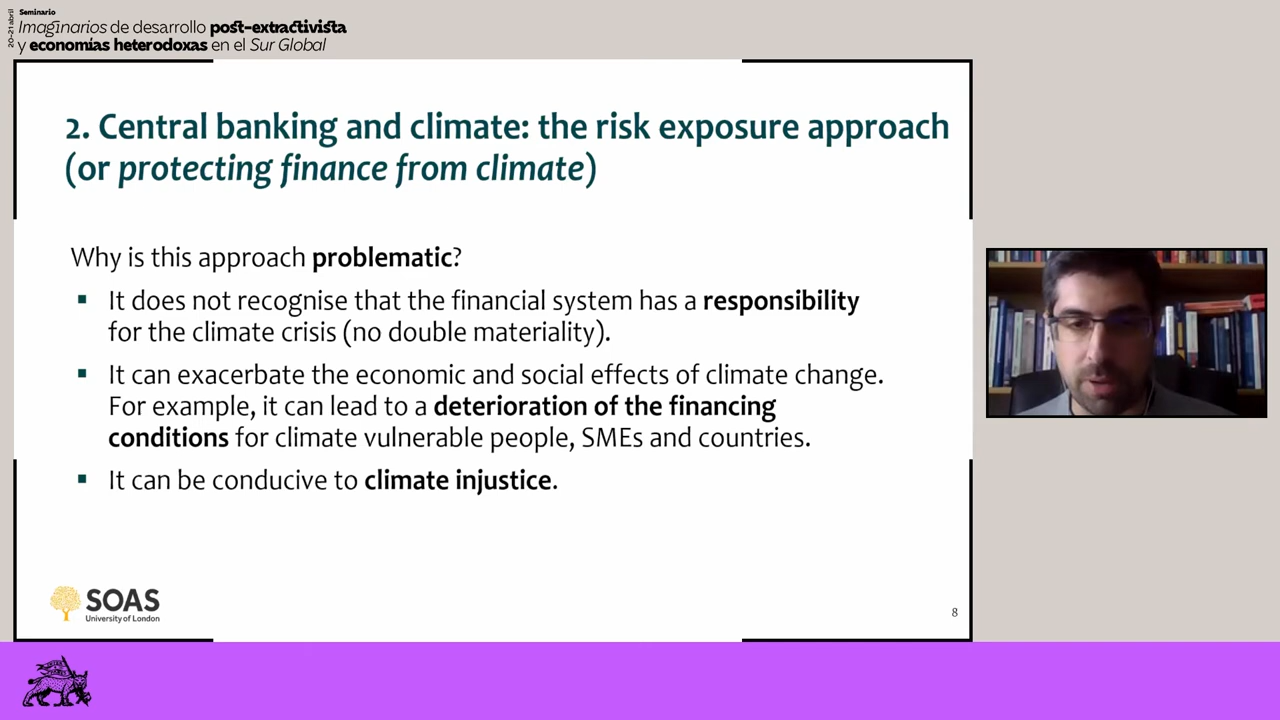 20-21 abril
Seminario
Imaginarios de desarrollo post-extractivista
y economías heterodoxas en el Sur Global
2. Central banking and climate: the risk exposure approach
(or protecting finance from climate)
Why is this approach problematic?
▪ It does not recognise that the financial system has a responsibility
for the climate crisis (no double materiality).
▪ It can exacerbate the economic and social effects of climate change.
For example, it can lead to a deterioration of the financing
conditions for climate vulnerable people, SMEs and countries.
▪ It can be conducive to climate injustice.
SOAS
University of London
8